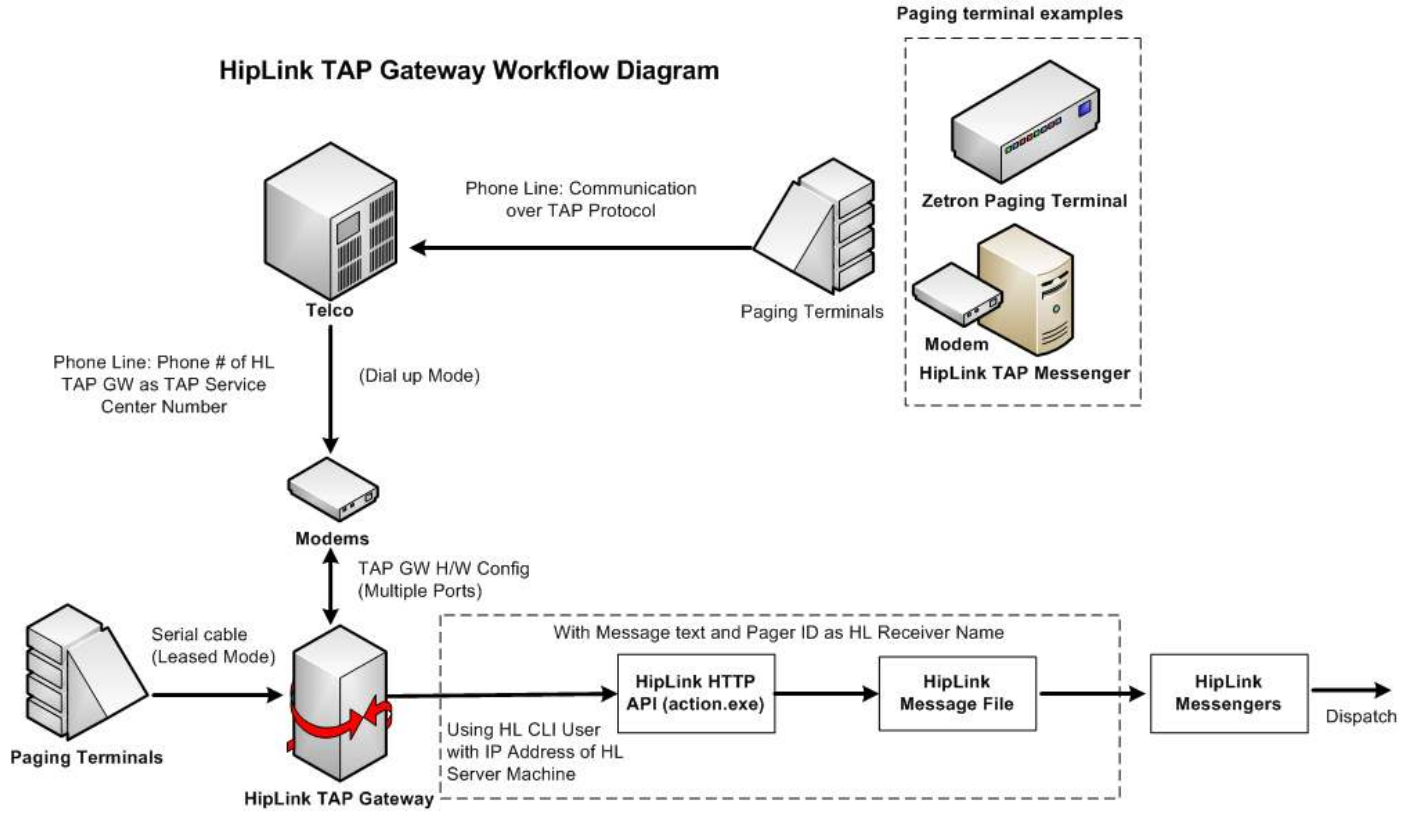 Paging terminal examples
HipLink TAP Gateway Workflow Diagram
Zetron Paging Terminal
Modem
HipLink TAP Messenger
Phone Line: Communication
over TAP Protocol
Telco
Paging Terminals
Phone Line: Phone # of HL
TAP GW as TAP Service
Center Number
(Dial up Mode)
Modems
TAP GW H/W Config
(Multiple Ports)
Serial cable
(Leased Mode)
Paging Terminals
HipLink TAP Gateway
With Message text and Pager ID as HL Receiver Name
Using HL CLI User
with IP Address of HL
Server Machine
HipLink HTTP
API (action.exe)
HipLink
Message File
HipLink
Messengers
Dispatch